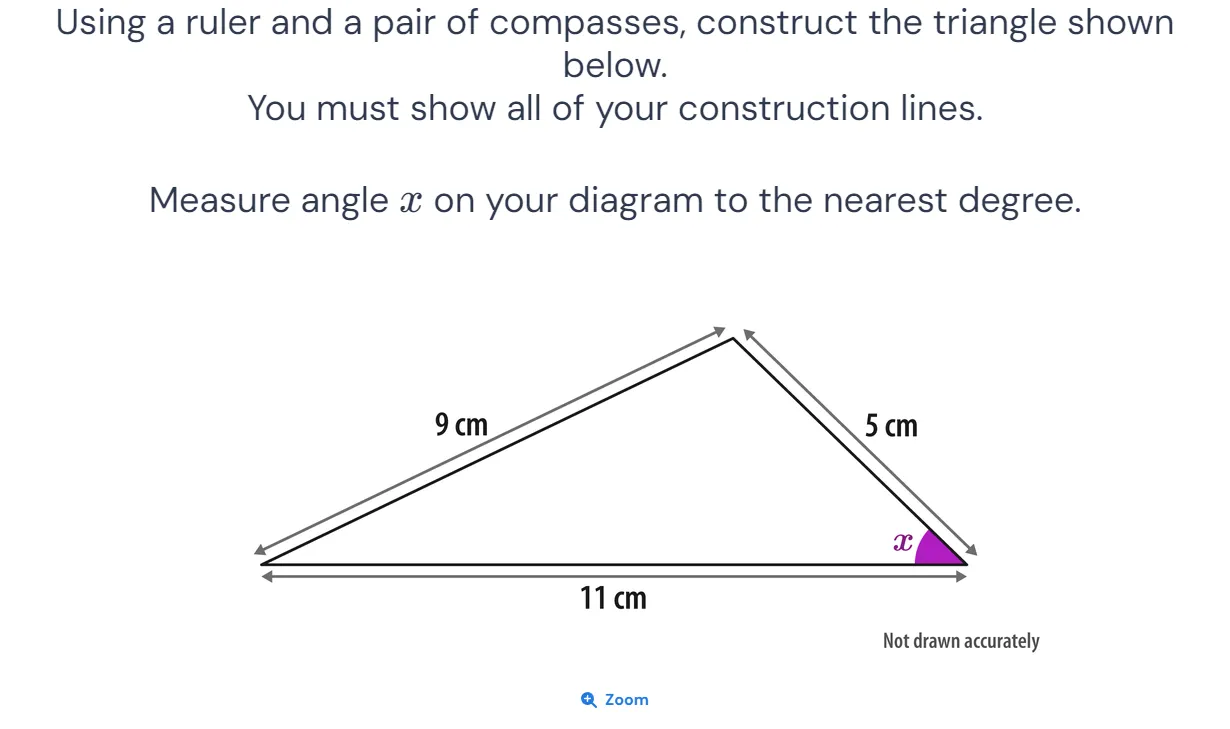 Using a ruler and a pair of compasses, construct the triangle shown
below.
You must show all of your construction lines.
Measure angle x on your diagram to the nearest degree.
9 cm
5 cm
x
11 cm
Not drawn accurately
Zoom